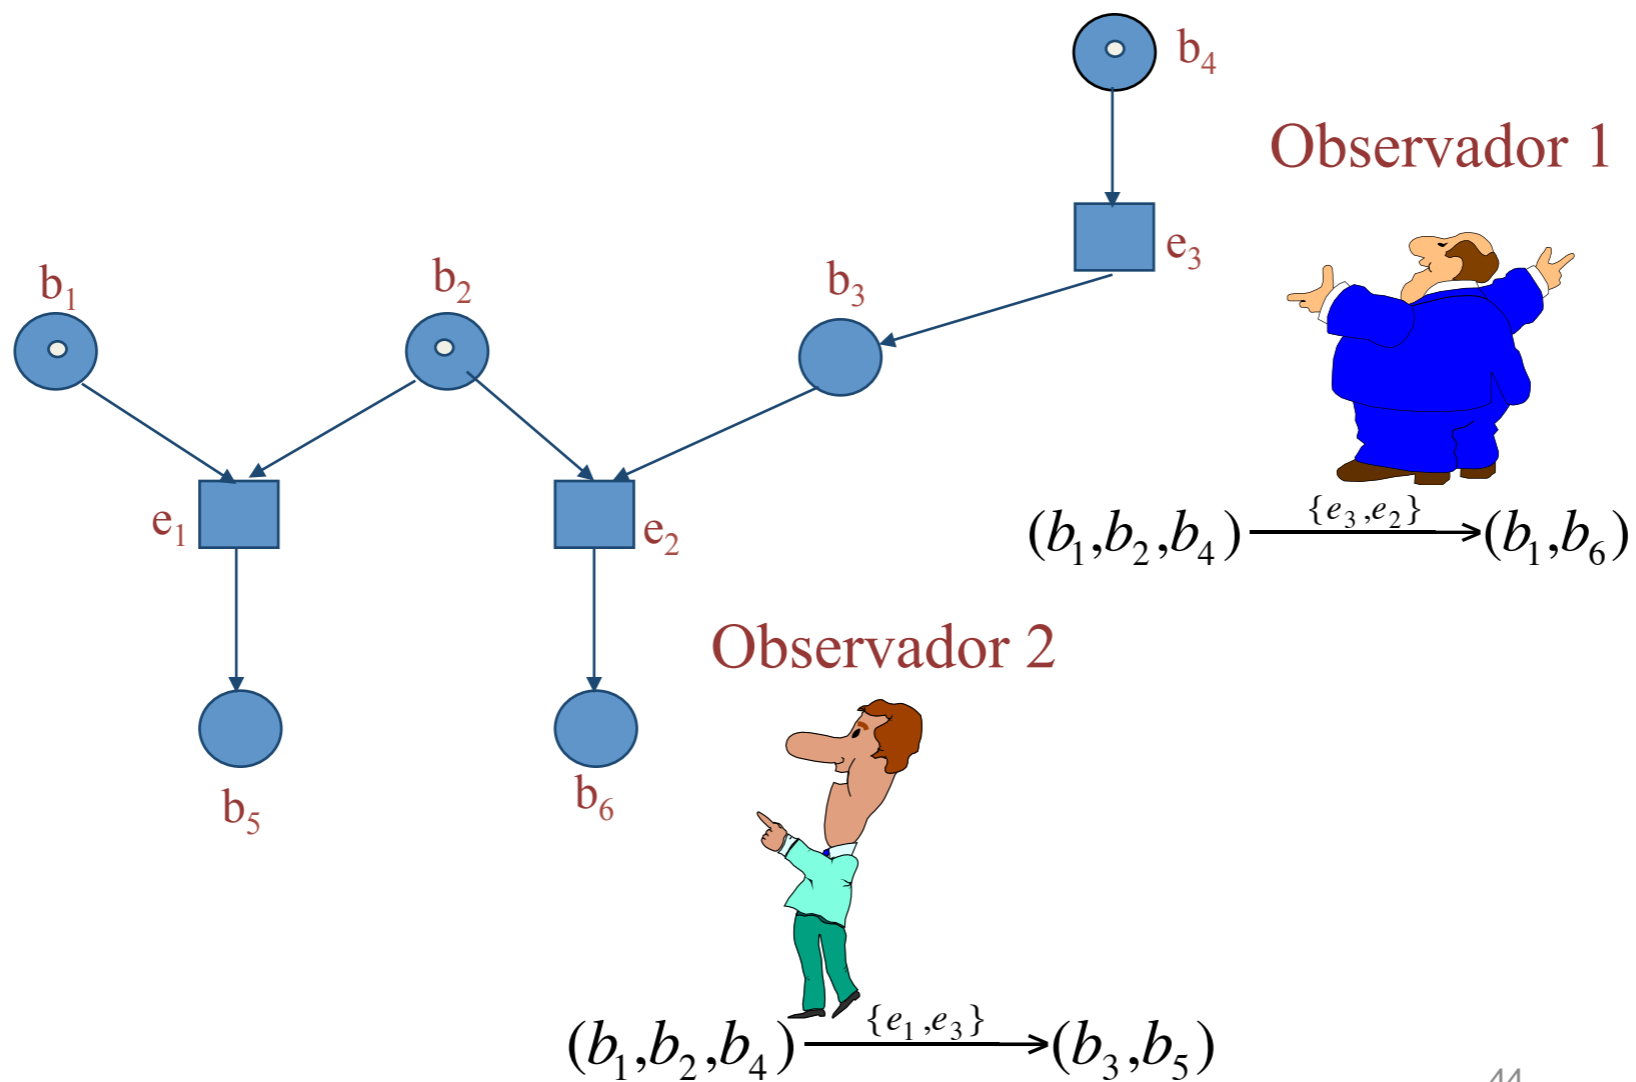 b₄
Observador 1
e₃
b₁
b₂
b₃
e₁
e₂
(b₁,b₂,b₄) {e₃,e₂} (b₁,b₆)
Observador 2
b₅
b₆
(b₁,b₂,b₄) {e₁,e₃} (b₃,b₅)
44